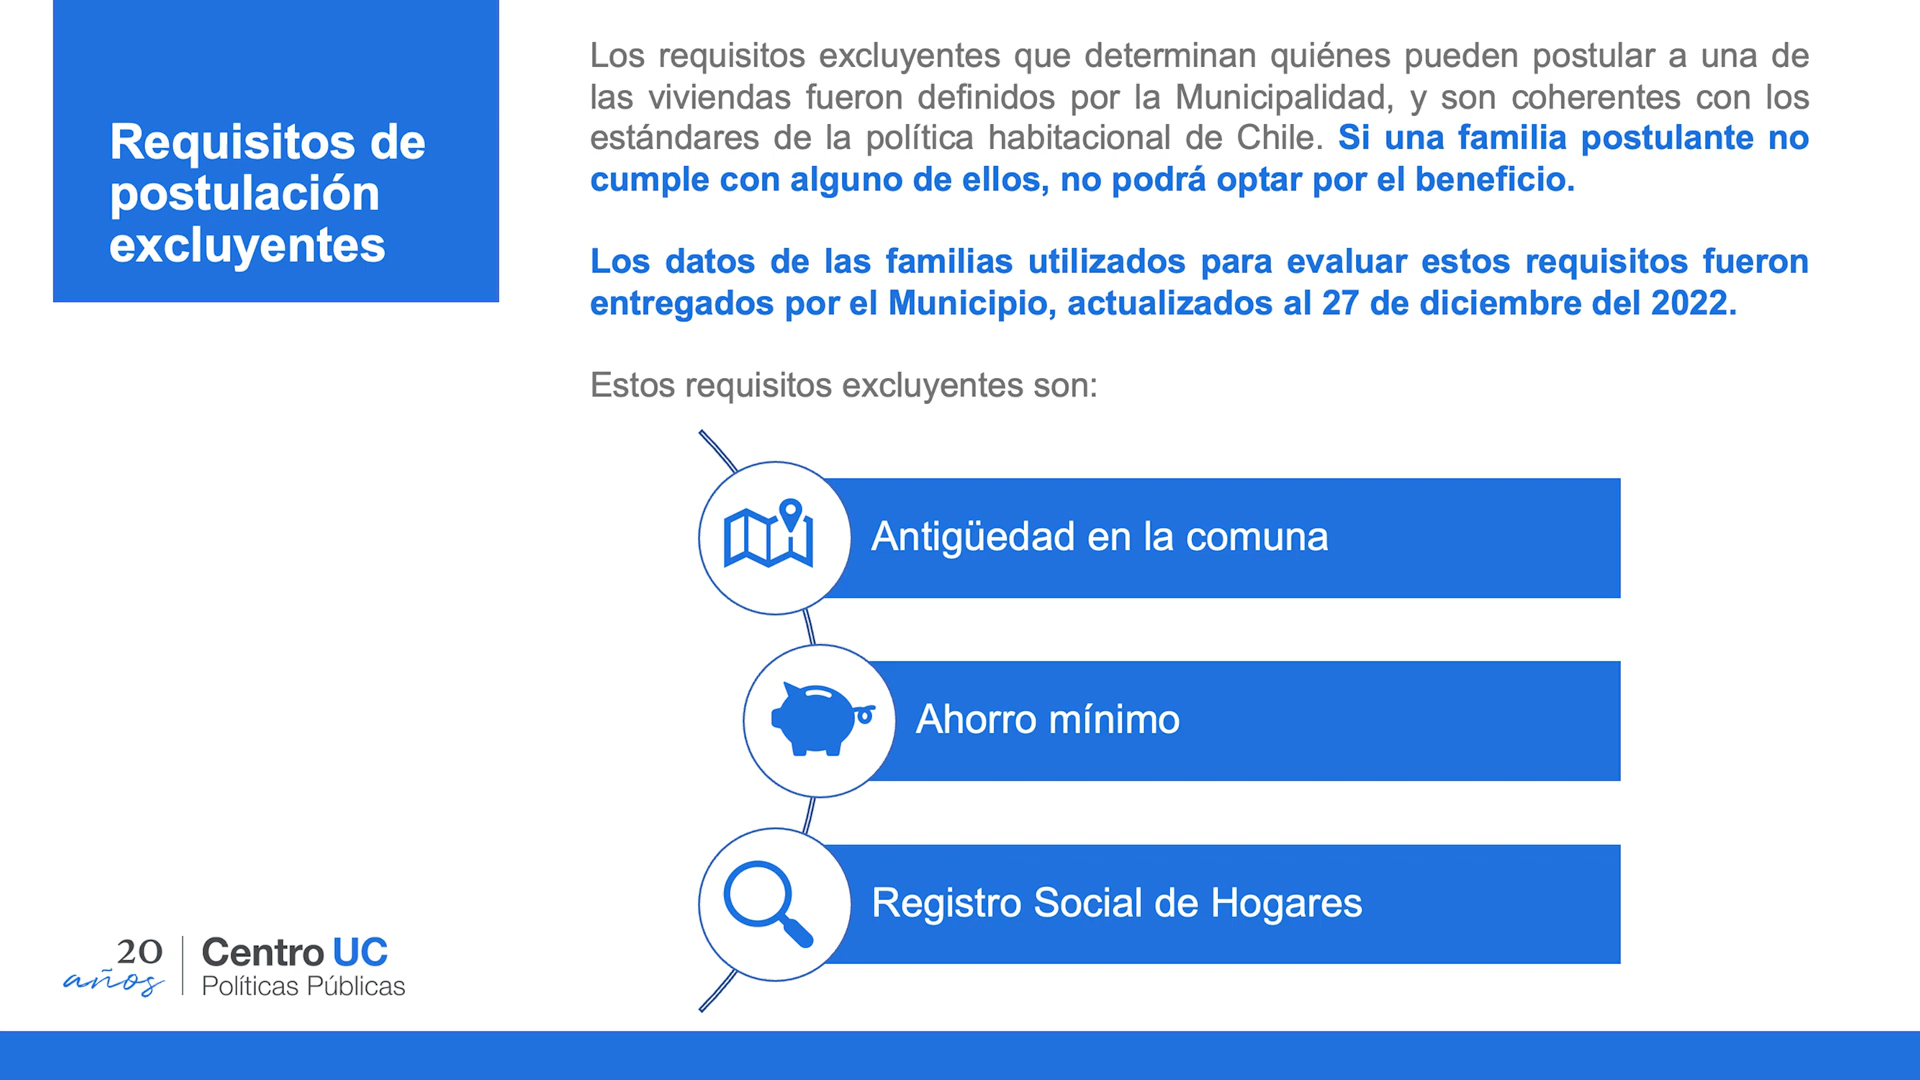 Requisitos de
postulación
excluyentes
Los requisitos excluyentes que determinan quiénes pueden postular a una de
las viviendas fueron definidos por la Municipalidad, y son coherentes con los
estándares de la política habitacional de Chile. Si una familia postulante no
cumple con alguno de ellos, no podrá optar por el beneficio.
Los datos de las familias utilizados para evaluar estos requisitos fueron
entregados por el Municipio, actualizados al 27 de diciembre del 2022.
Estos requisitos excluyentes son:
Antigüedad en la comuna
Ahorro mínimo
Registro Social de Hogares
20
años
Centro UC
Políticas Públicas